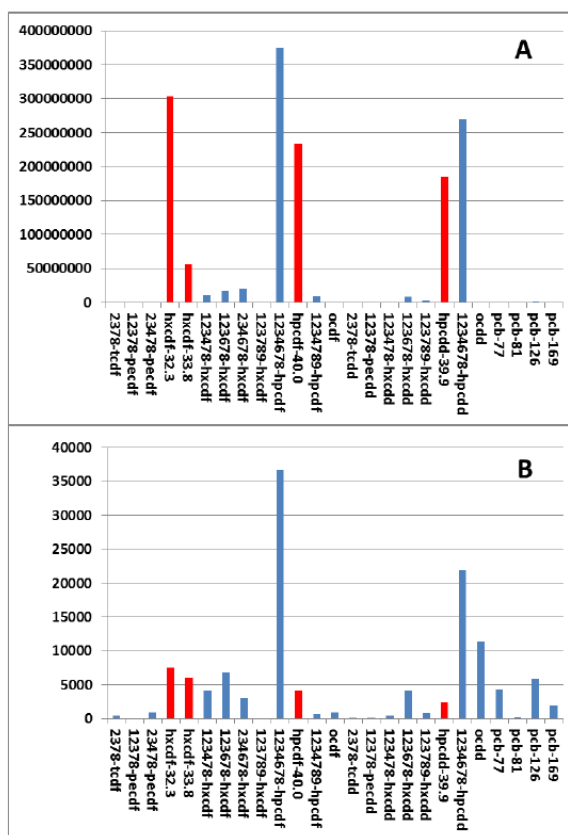 A
400000000
350000000
300000000
250000000
200000000
150000000
100000000
50000000
0
2378-tcdf
12378-pecdf
23478-pecdf
hxcdf-32.3
hxcdf-33.8
123478-hxcdf
123678-hxcdf
234678-hxcdf
123789-hxcdf
1234678-hpcdf
hpcdf-40.0
1234789-hpcdf
ocdf
2378-tcdd
12378-pecdd
123478-hxcdd
123678-hxcdd
123789-hxcdd
hpcdd-39.9
1234678-hpcdd
ocdd
pcb-77
pcb-81
pcb-126
pcb-169
B
40000
35000
30000
25000
20000
15000
10000
5000
0
2378-tcdf
12378-pecdf
23478-pecdf
hxcdf-32.3
hxcdf-33.8
123478-hxcdf
123678-hxcdf
234678-hxcdf
123789-hxcdf
1234678-hpcdf
hpcdf-40.0
1234789-hpcdf
ocdf
2378-tcdd
12378-pecdd
123478-hxcdd
123678-hxcdd
123789-hxcdd
hpcdd-39.9
1234678-hpcdd
ocdd
pcb-77
pcb-81
pcb-126
pcb-169